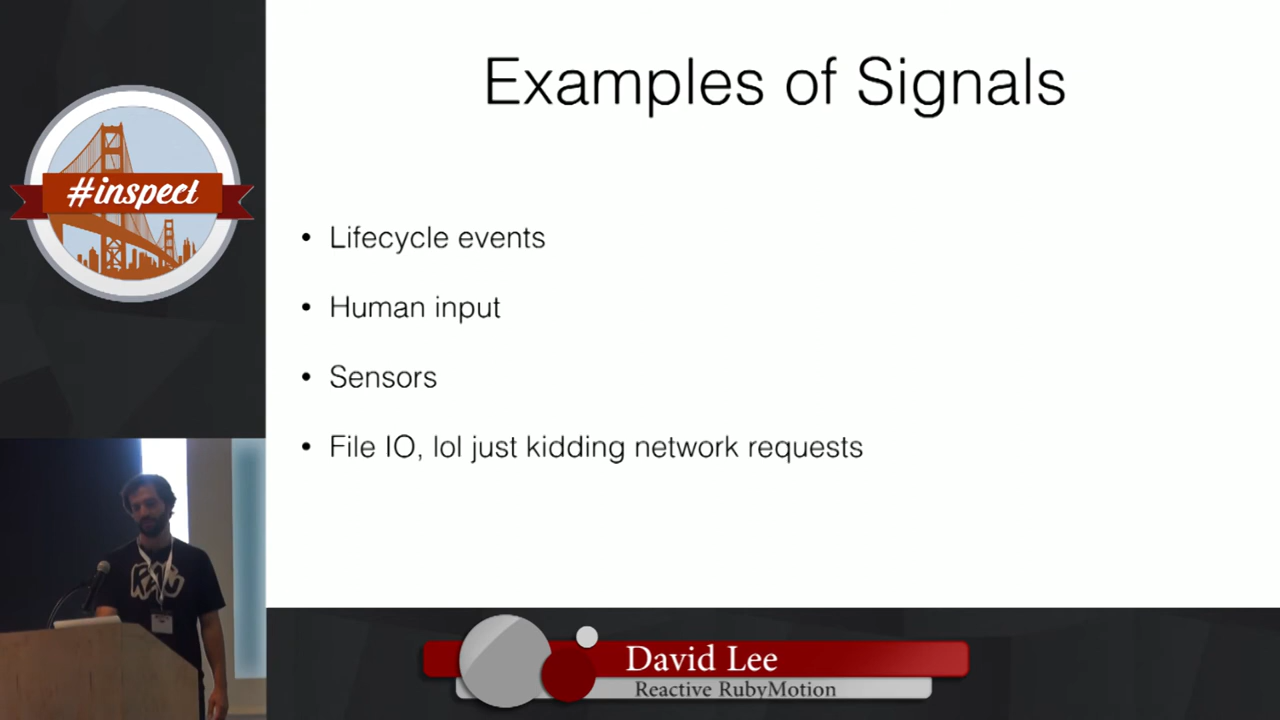 Examples of Signals
#inspect
• Lifecycle events
• Human input
• Sensors
• File IO, lol just kidding network requests
David Lee
Reactive RubyMotion